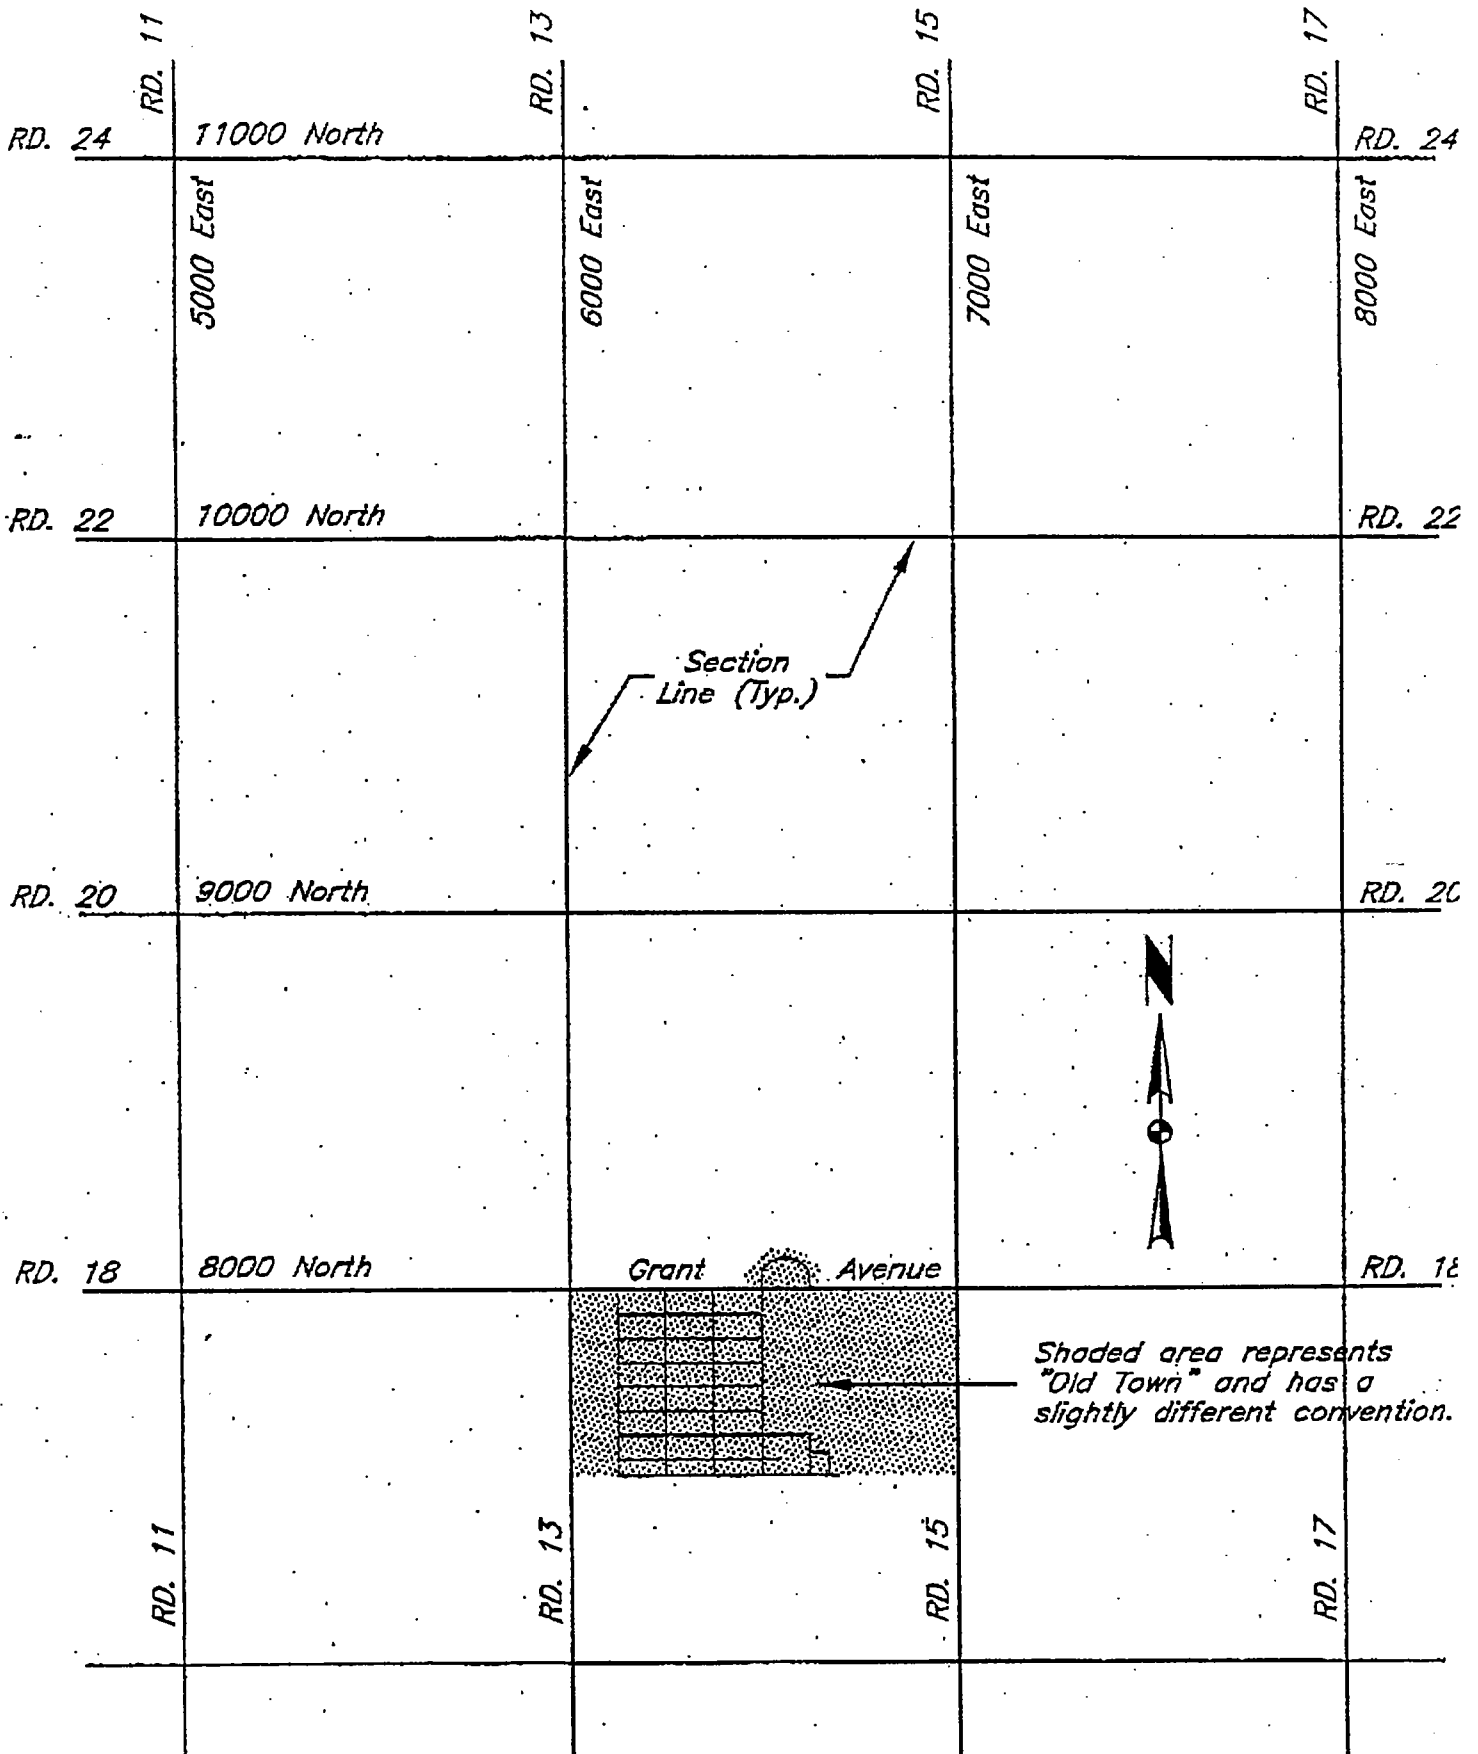 RD. 11
RD. 13
RD. 15
RD. 17
RD. 24
11000 North
RD. 24
5000 East
6000 East
7000 East
8000 East
RD. 22
10000 North
RD. 22
Section
Line (Typ.)
RD. 20
9000 North
RD. 20
N
RD. 18
8000 North
Grant Avenue
RD. 18
Shaded area represents
"Old Town" and has a
slightly different convention.
RD. 11
RD. 13
RD. 15
RD. 17